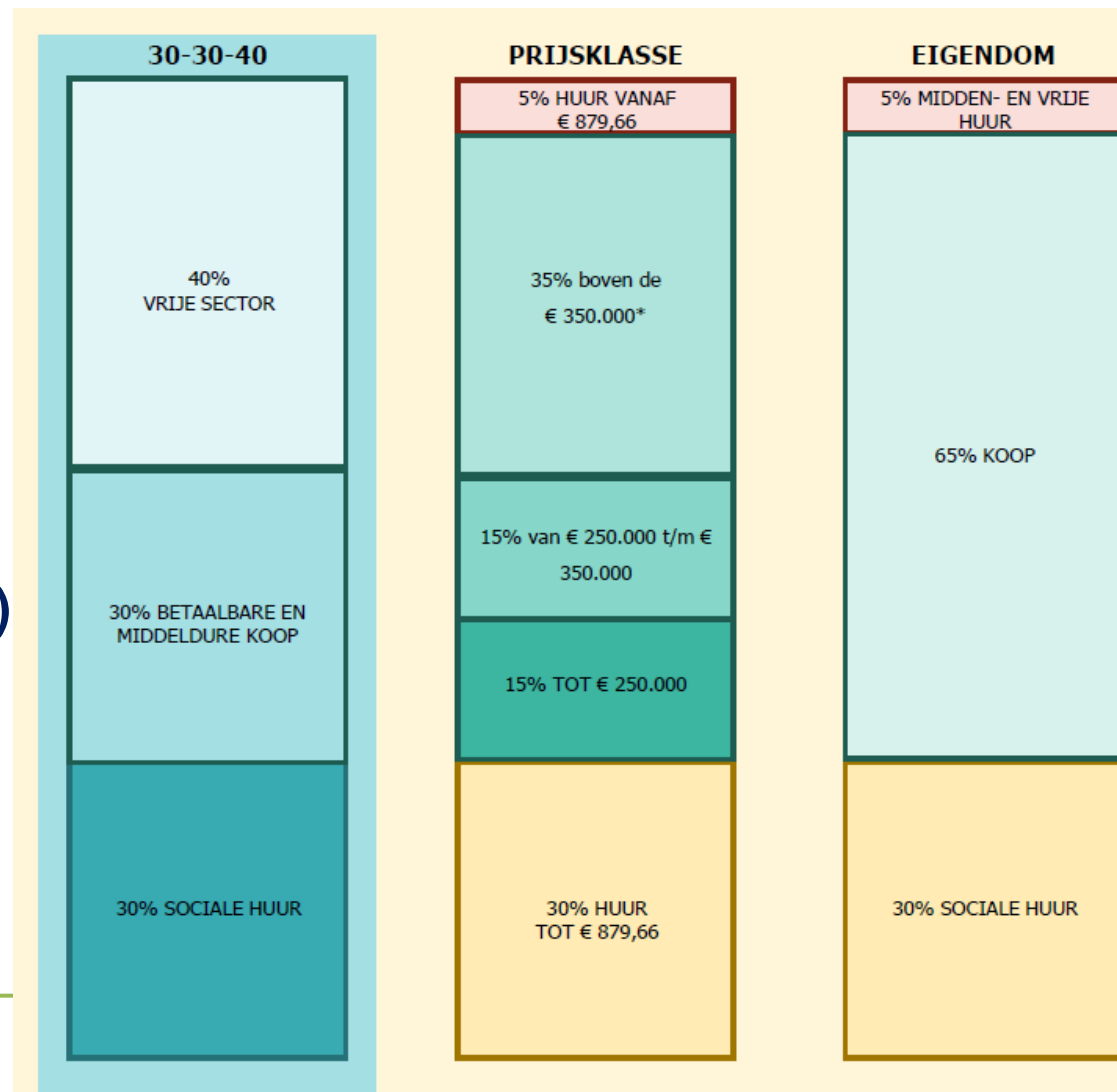 30-30-40
40%
VRIJE SECTOR
30% BETAALBARE EN
MIDDELDURE KOOP
30% SOCIALE HUUR
PRIJSKLASSE
5% HUUR VANAF
€ 879,66
35% boven de
€ 350.000*
15% van € 250.000 t/m €
350.000
15% TOT € 250.000
30% HUUR
TOT € 879,66
EIGENDOM
5% MIDDEN- EN VRIJE
HUUR
65% KOOP
30% SOCIALE HUUR
)